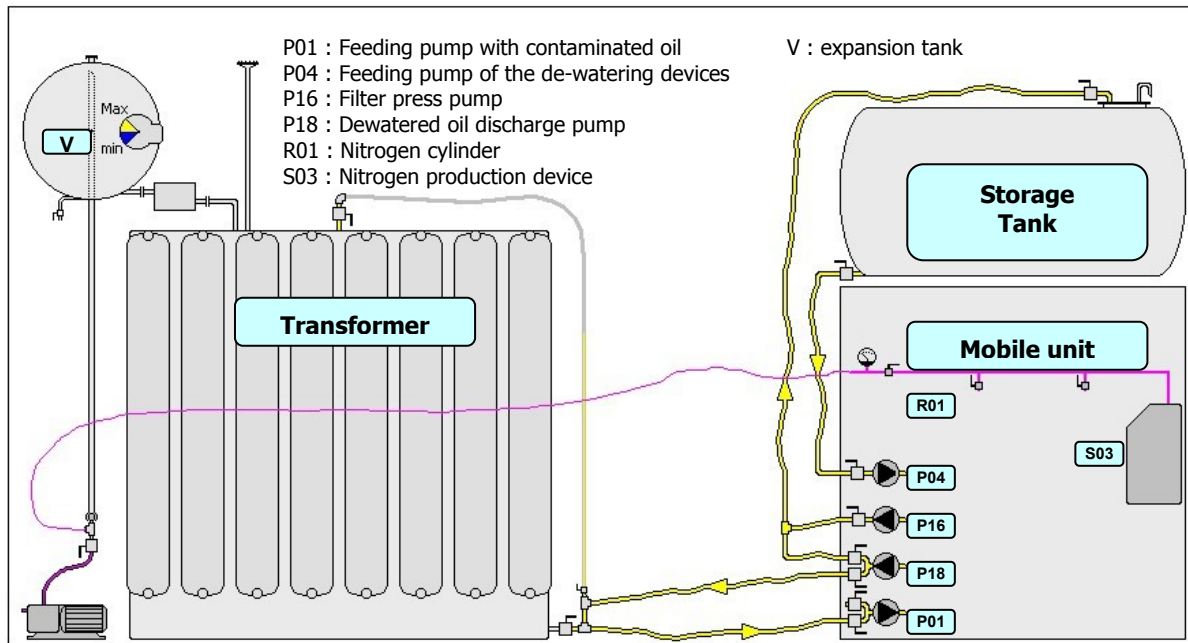 P01 : Feeding pump with contaminated oil
P04 : Feeding pump of the de-watering devices
P16 : Filter press pump
P18 : Dewatered oil discharge pump
R01 : Nitrogen cylinder
S03 : Nitrogen production device
V : expansion tank
Max
V
min
Storage
Tank
Transformer
Mobile unit
R01
S03
P04
P16
P18
P01